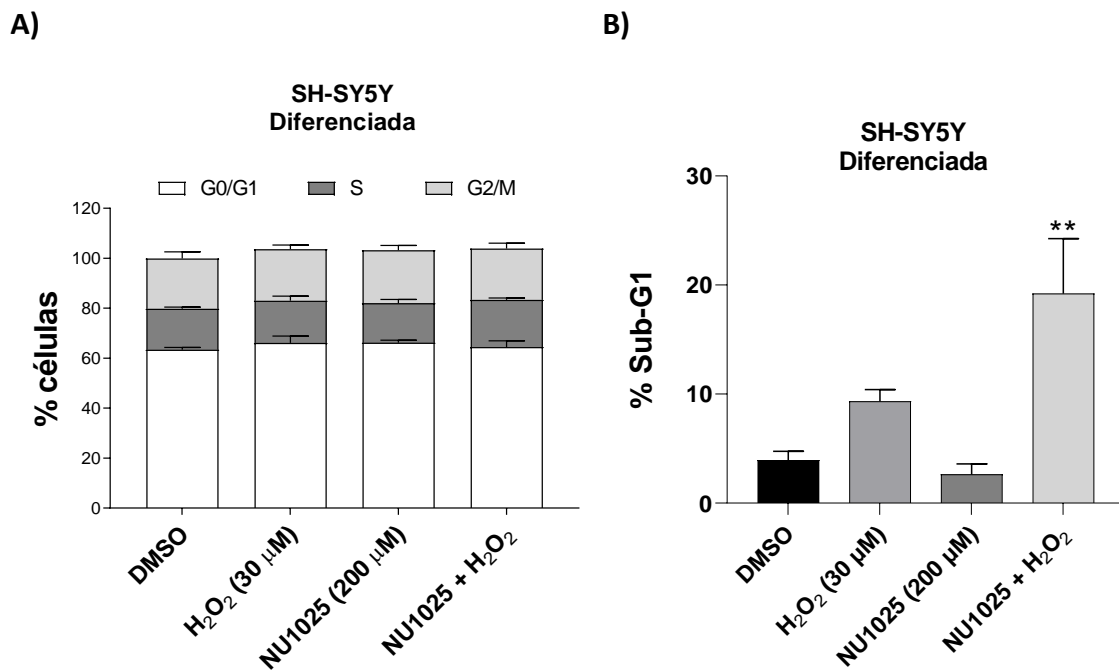 A)
SH-SY5Y
Diferenciada
G0/G1 S G2/M
% células
120
100
80
60
40
20
0
DMSO
H₂O₂ (30 μM)
NU1025 (200 μM)
NU1025 + H₂O₂
B)
SH-SY5Y
Diferenciada
% Sub-G1
30
20
10
0
**
DMSO
H₂O₂ (30 μM)
NU1025 (200 μM)
NU1025 + H₂O₂